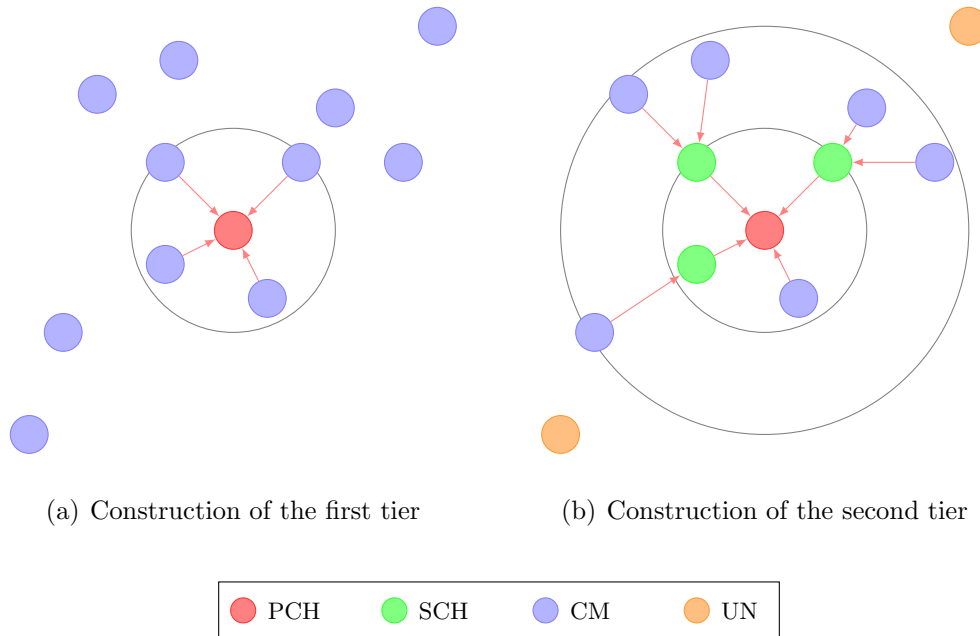 (a) Construction of the first tier
(b) Construction of the second tier
PCH SCH CM UN